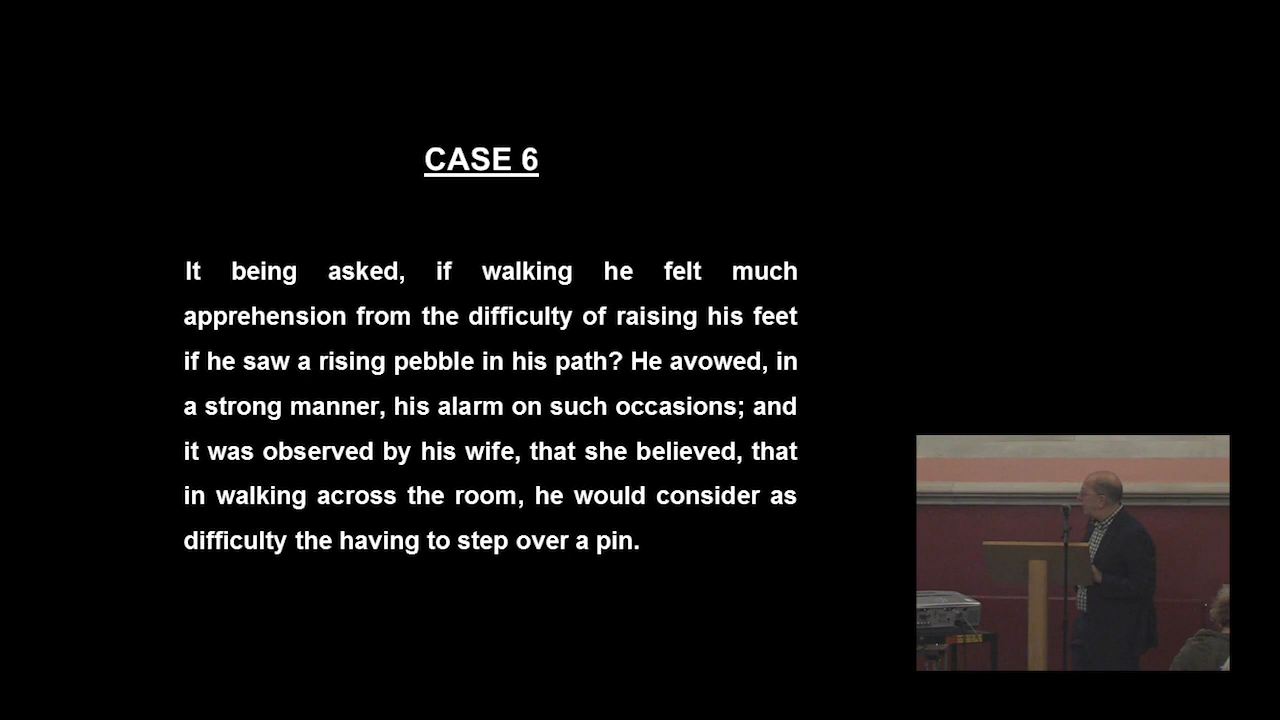 CASE 6
It being asked, if walking he felt much
apprehension from the difficulty of raising his feet
if he saw a rising pebble in his path? He avowed, in
a strong manner, his alarm on such occasions; and
it was observed by his wife, that she believed, that
in walking across the room, he would consider as
difficulty the having to step over a pin.